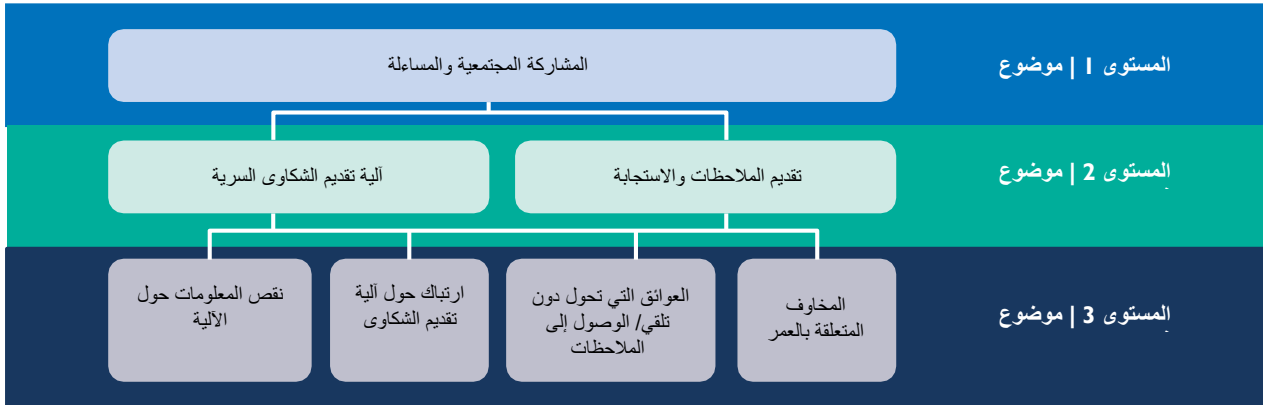 المستوى 1 | موضوع
المشاركة المجتمعية والمساءلة
المستوى 2 | موضوع
تقديم الملاحظات والاستجابة
آلية تقديم الشكاوى السرية
المستوى 3 | موضوع
المخاوف
المتعلقة بالعمر
العوائق التي تحول دون
تلقي/ الوصول إلى
الملاحظات
ارتباك حول آلية
تقديم الشكاوى
نقص المعلومات حول
الآلية